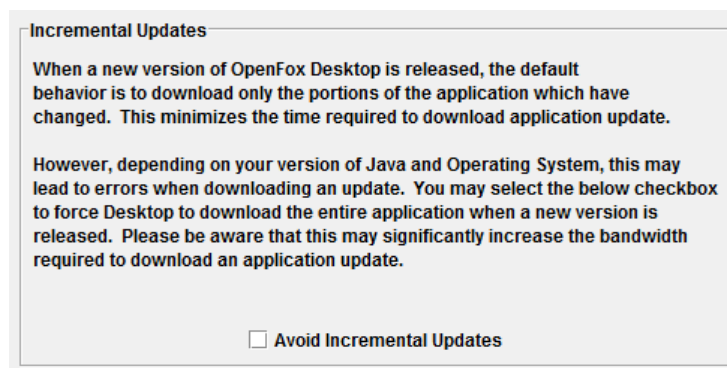 Incremental Updates
When a new version of OpenFox Desktop is released, the default
behavior is to download only the portions of the application which have
changed.  This minimizes the time required to download application update.
However, depending on your version of Java and Operating System, this may
lead to errors when downloading an update.  You may select the below checkbox
to force Desktop to download the entire application when a new version is
released.  Please be aware that this may significantly increase the bandwidth
required to download an application update.
Avoid Incremental Updates